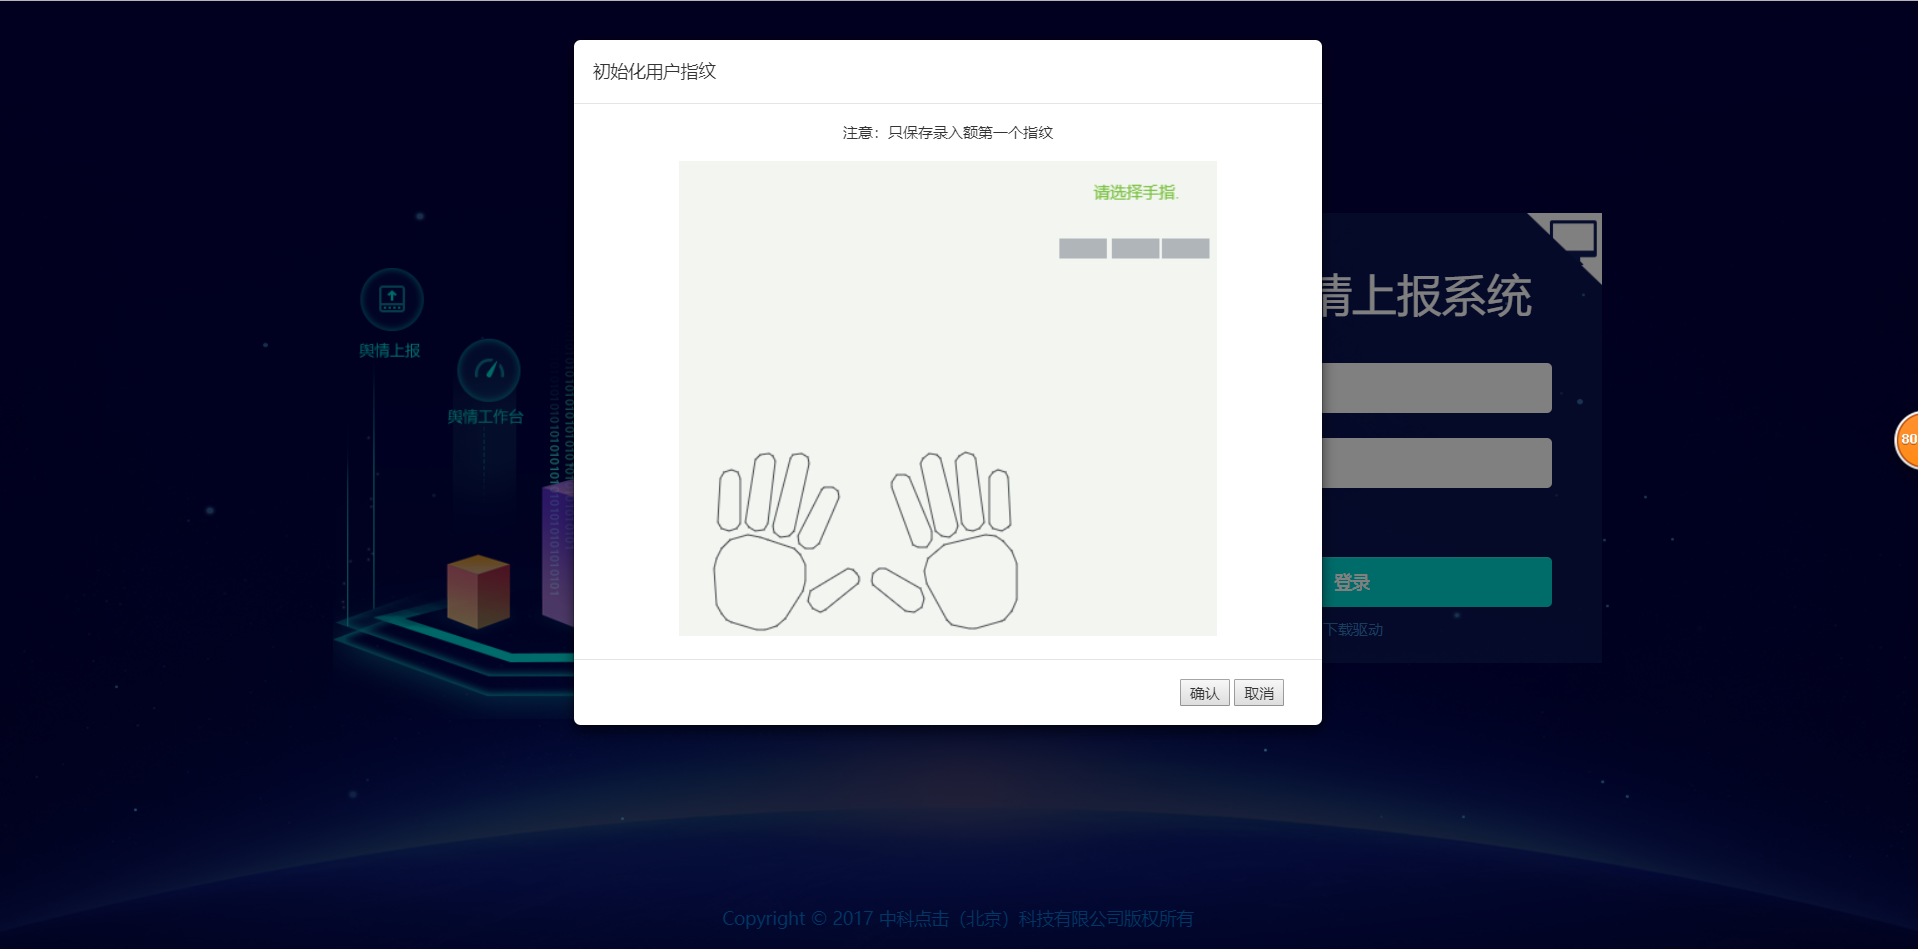 初始化用户指纹
注意：只保存录入额第一个指纹
请选择手指.
情上报系统
舆情上报
舆情工作台
登录
下载驱动
80
确认 取消
Copyright © 2017 中科点击（北京）科技有限公司版权所有